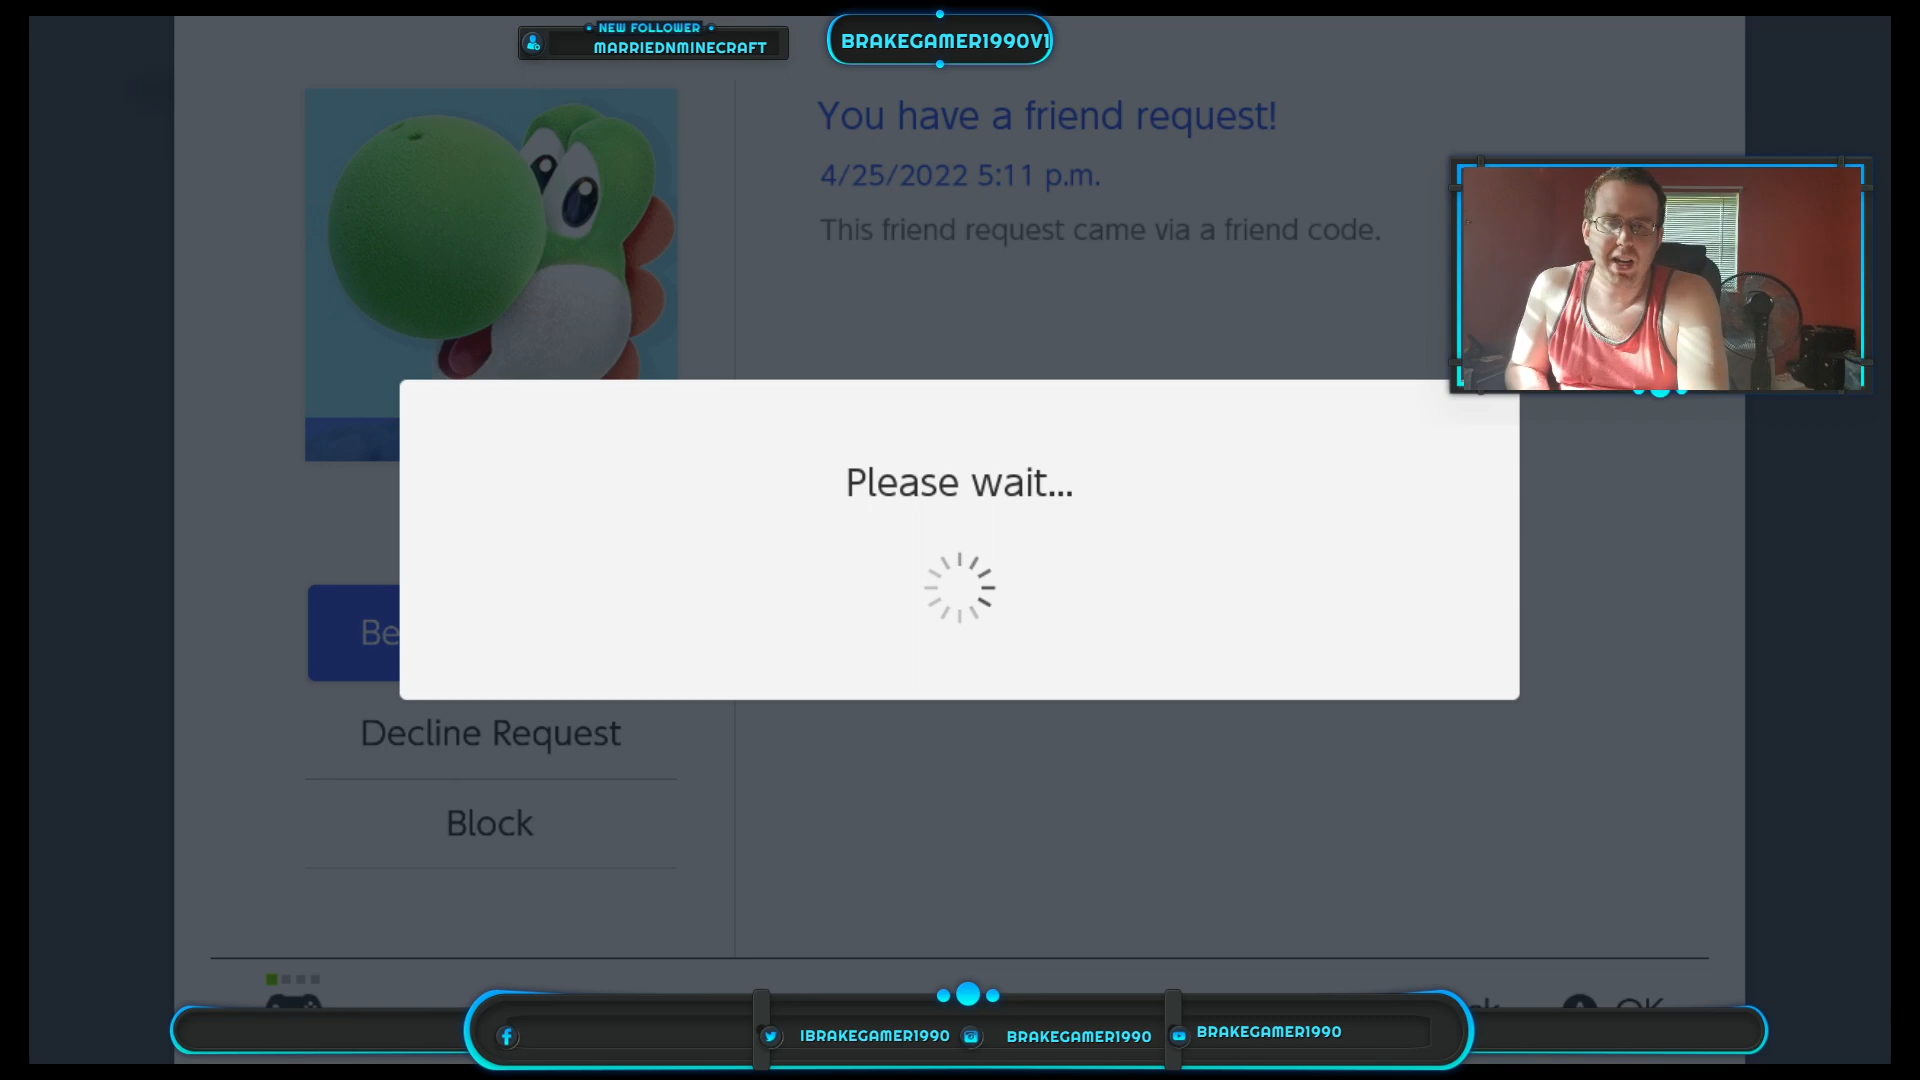 NEW FOLLOWER
MARRIEDNMINECRAFT
BRAKEGAMER1990V1
You have a friend request!
4/25/2022 5:11 p.m.
This friend request came via a friend code.
Please wait...
Be
Decline Request
Block
OK
IBRAKEGAMER1990
BRAKEGAMER1990
BRAKEGAMER1990